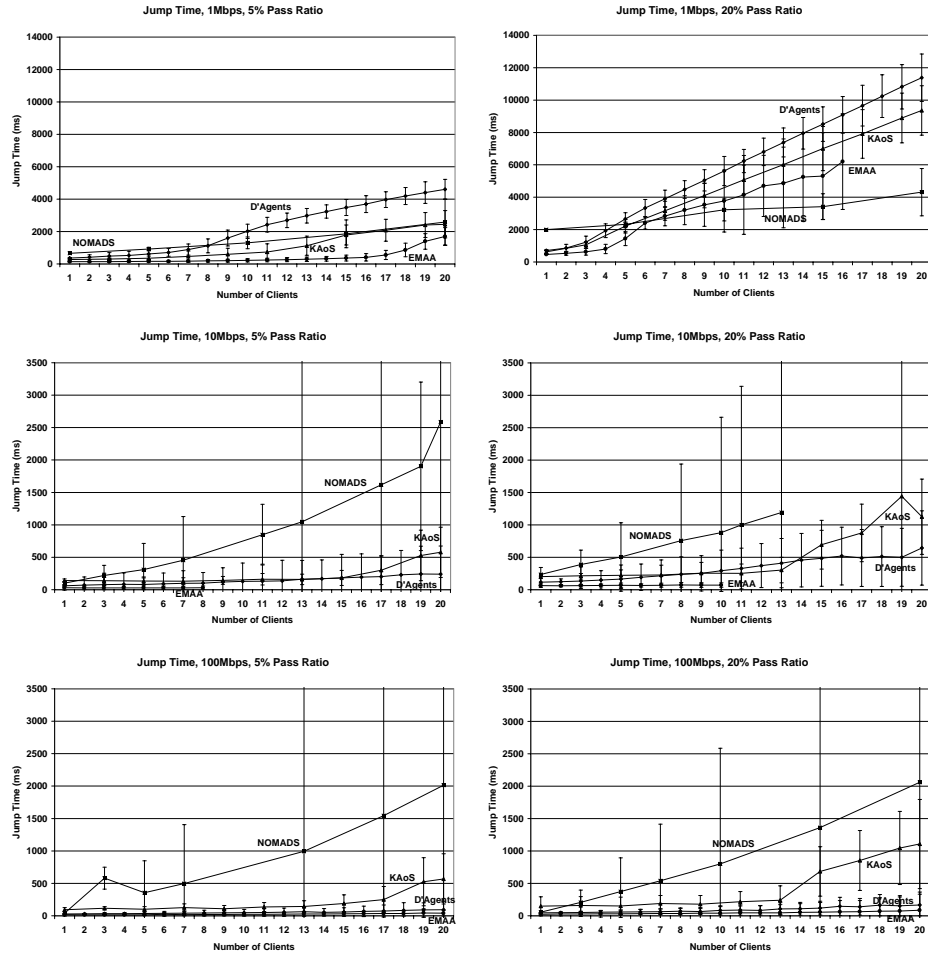 Jump Time, 1Mbps, 5% Pass Ratio
14000
12000
10000
8000
6000
4000
2000
0
Jump Time (ms)
D'Agents
NOMADS
KAoS
EMAA
1 2 3 4 5 6 7 8 9 10 11 12 13 14 15 16 17 18 19 20
Number of Clients
Jump Time, 1Mbps, 20% Pass Ratio
14000
12000
10000
8000
6000
4000
2000
0
Jump Time (ms)
D'Agents
KAoS
EMAA
NOMADS
1 2 3 4 5 6 7 8 9 10 11 12 13 14 15 16 17 18 19 20
Number of Clients
Jump Time, 10Mbps, 5% Pass Ratio
3500
3000
2500
2000
1500
1000
500
0
Jump Time (ms)
NOMADS
KAoS
D'Agents
EMAA
1 2 3 4 5 6 7 8 9 10 11 12 13 14 15 16 17 18 19 20
Number of Clients
Jump Time, 10Mbps, 20% Pass Ratio
3500
3000
2500
2000
1500
1000
500
0
Jump Time (ms)
NOMADS
KAoS
D'Agents
EMAA
1 2 3 4 5 6 7 8 9 10 11 12 13 14 15 16 17 18 19 20
Number of Clients
Jump Time, 100Mbps, 5% Pass Ratio
3500
3000
2500
2000
1500
1000
500
0
Jump Time (ms)
NOMADS
KAoS
D'Agents
EMAA
1 2 3 4 5 6 7 8 9 10 11 12 13 14 15 16 17 18 19 20
Number of Clients
Jump Time, 100Mbps, 20% Pass Ratio
3500
3000
2500
2000
1500
1000
500
0
Jump Time (ms)
NOMADS
KAoS
D'Agents
EMAA
1 2 3 4 5 6 7 8 9 10 11 12 13 14 15 16 17 18 19 20
Number of Clients